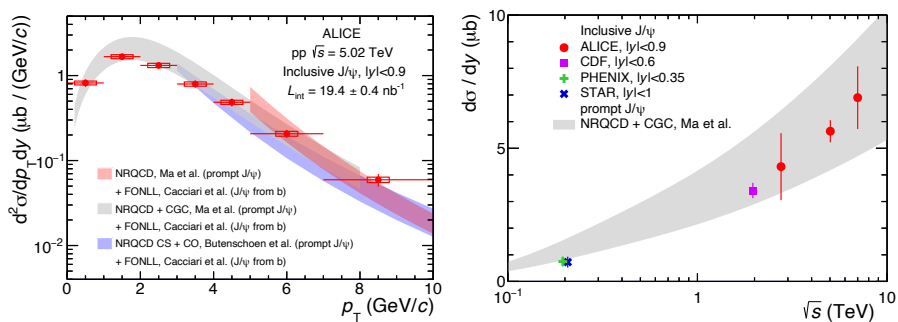 ALICE
pp √s = 5.02 TeV
Inclusive J/ψ, |y|<0.9
L_int = 19.4 ± 0.4 nb⁻¹
d²σ/dp_T dy (μb / (GeV/c))
1
10⁻¹
10⁻²
NRQCD, Ma et al. (prompt J/ψ)
+ FONLL, Cacciari et al. (J/ψ from b)
NRQCD + CGC, Ma et al. (prompt J/ψ)
+ FONLL, Cacciari et al. (J/ψ from b)
NRQCD CS + CO, Butenschoen et al. (prompt J/ψ)
+ FONLL, Cacciari et al. (J/ψ from b)
0 2 4 6 8 10
p_T (GeV/c)
dσ / dy (μb)
10
5
0
Inclusive J/ψ
ALICE, |y|<0.9
CDF, |y|<0.6
PHENIX, |y|<0.35
STAR, |y|<1
prompt J/ψ
NRQCD + CGC, Ma et al.
10⁻¹ 1 10
√s (TeV)